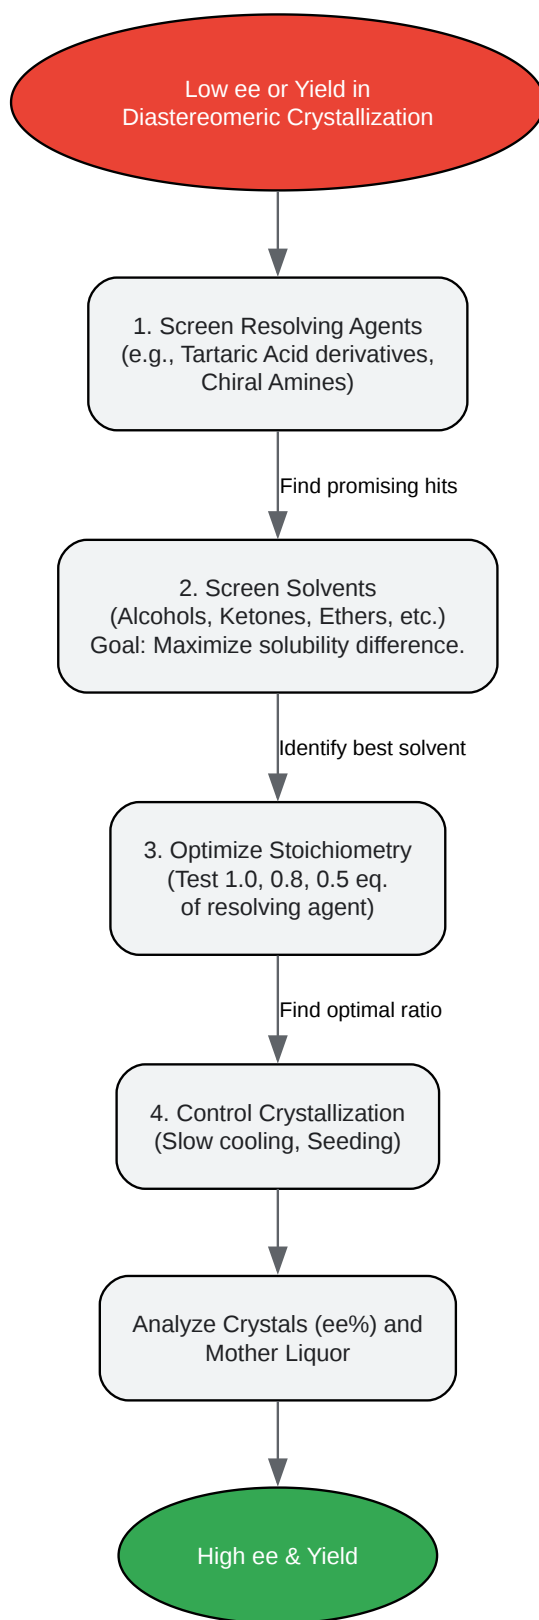 Low ee or Yield in
Diastereomeric Crystallization
1. Screen Resolving Agents
(e.g., Tartaric Acid derivatives,
Chiral Amines)
Find promising hits
2. Screen Solvents
(Alcohols, Ketones, Ethers, etc.)
Goal: Maximize solubility difference.
Identify best solvent
3. Optimize Stoichiometry
(Test 1.0, 0.8, 0.5 eq.
of resolving agent)
Find optimal ratio
4. Control Crystallization
(Slow cooling, Seeding)
Analyze Crystals (ee%) and
Mother Liquor
High ee & Yield